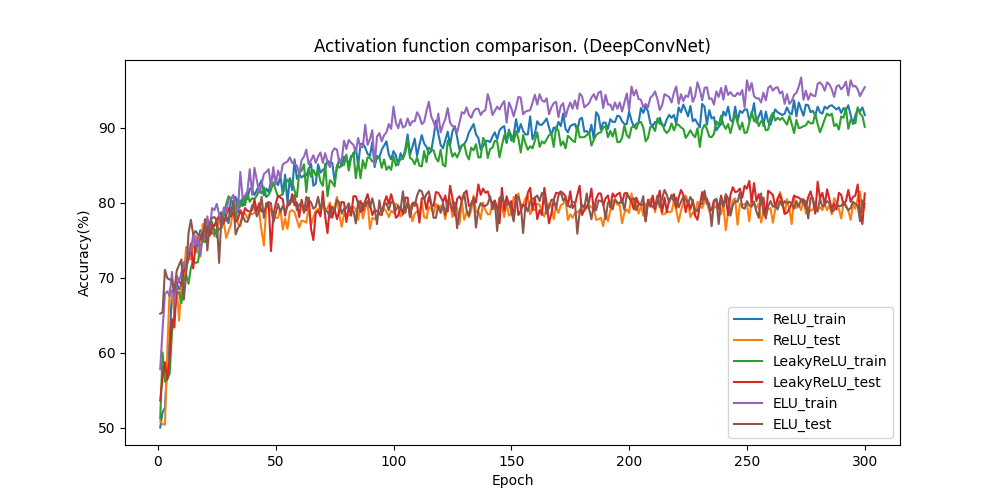 Activation function comparison. (DeepConvNet)
Accuracy(%)
90
80
70
60
50
0 50 100 150 200 250 300
Epoch
ReLU_train
ReLU_test
LeakyReLU_train
LeakyReLU_test
ELU_train
ELU_test